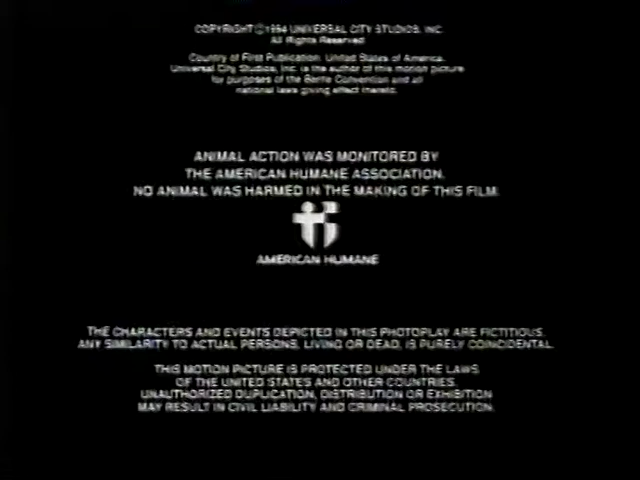 COPYRIGHT ©1994 UNIVERSAL CITY STUDIOS, INC.
All Rights Reserved
Country of First Publication: United States of America.
Universal City Studios, Inc. is the author of this motion picture
for purposes of the Berne Convention and all
national laws giving effect thereto.
ANIMAL ACTION WAS MONITORED BY
THE AMERICAN HUMANE ASSOCIATION.
NO ANIMAL WAS HARMED IN THE MAKING OF THIS FILM.
AMERICAN HUMANE
THE CHARACTERS AND EVENTS DEPICTED IN THIS PHOTOPLAY ARE FICTITIOUS.
ANY SIMILARITY TO ACTUAL PERSONS, LIVING OR DEAD, IS PURELY COINCIDENTAL.
THIS MOTION PICTURE IS PROTECTED UNDER THE LAWS
OF THE UNITED STATES AND OTHER COUNTRIES.
UNAUTHORIZED DUPLICATION, DISTRIBUTION OR EXHIBITION
MAY RESULT IN CIVIL LIABILITY AND CRIMINAL PROSECUTION.